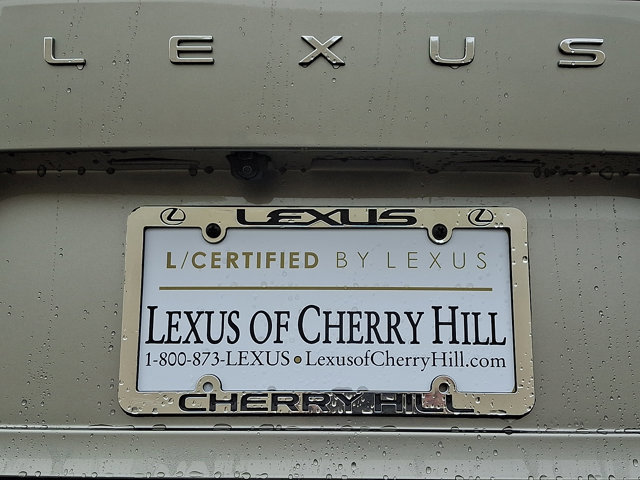 LEXUS
LEXUS
L/CERTIFIED BY LEXUS
LEXUS OF CHERRY HILL
1-800-873-LEXUS • LexusofCherryHill.com
CHERRY HILL